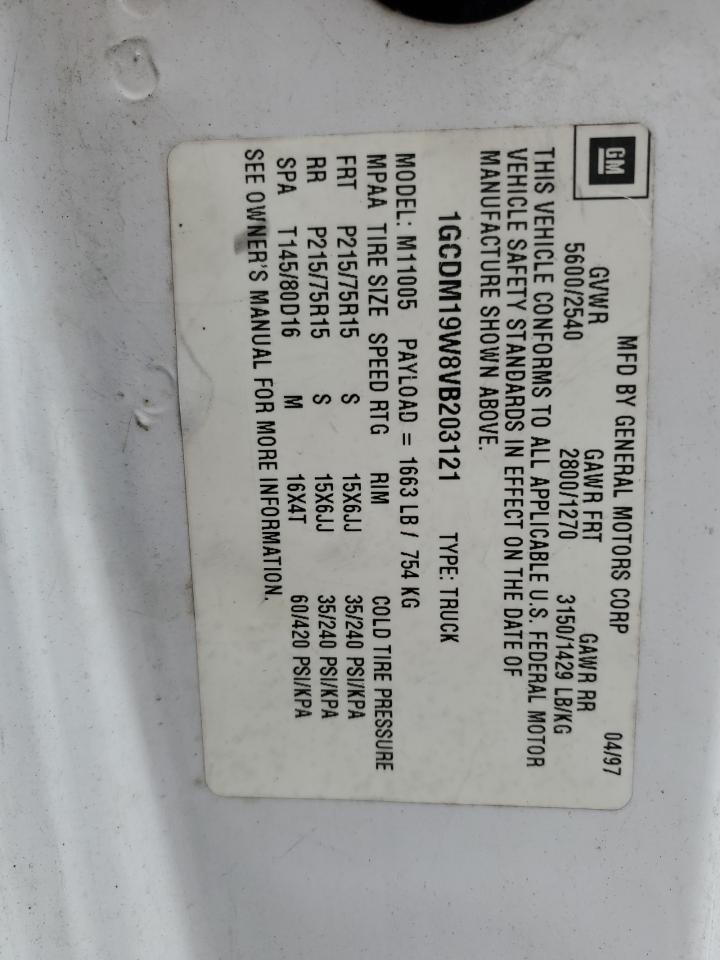 GM
MFD BY GENERAL MOTORS CORP 04/97
GVWR GAWR FRT GAWR RR
5600/2540 2800/1270 3150/1429 LB/KG
THIS VEHICLE CONFORMS TO ALL APPLICABLE U.S. FEDERAL MOTOR
VEHICLE SAFETY STANDARDS IN EFFECT ON THE DATE OF
MANUFACTURE SHOWN ABOVE.
1GCDM19W8VB203121 TYPE: TRUCK
MODEL: M11005 PAYLOAD = 1663 LB / 754 KG
MPAA TIRE SIZE SPEED RTG RIM COLD TIRE PRESSURE
FRT P215/75R15 S 15X6JJ 35/240 PSI/KPA
RR P215/75R15 S 15X6JJ 35/240 PSI/KPA
SPA T145/80D16 M 16X4T 60/420 PSI/KPA
SEE OWNER'S MANUAL FOR MORE INFORMATION.